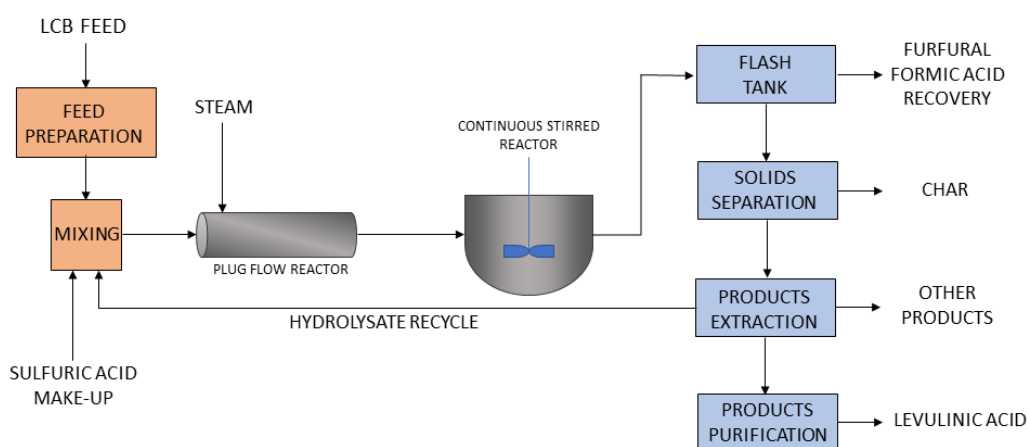 LCB FEED
FEED
PREPARATION
MIXING
SULFURIC ACID
MAKE-UP
STEAM
PLUG FLOW REACTOR
CONTINUOUS STIRRED
REACTOR
HYDROLYSATE RECYCLE
FLASH
TANK
FURFURAL
FORMIC ACID
RECOVERY
SOLIDS
SEPARATION
CHAR
PRODUCTS
EXTRACTION
OTHER
PRODUCTS
PRODUCTS
PURIFICATION
LEVULINIC ACID